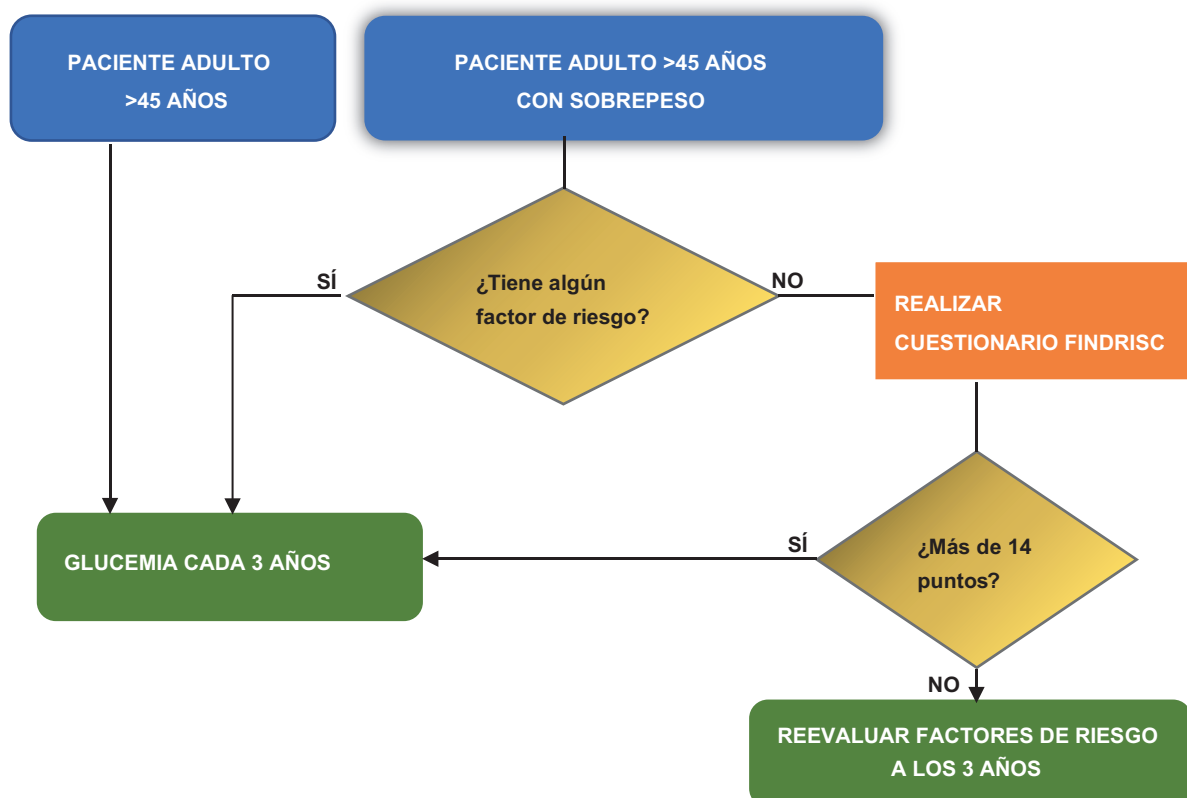 PACIENTE ADULTO
>45 AÑOS
PACIENTE ADULTO >45 AÑOS
CON SOBREPESO
¿Tiene algún
factor de riesgo?
SÍ
NO
REALIZAR
CUESTIONARIO FINDRISC
¿Más de 14
puntos?
SÍ
GLUCEMIA CADA 3 AÑOS
NO
REEVALUAR FACTORES DE RIESGO
A LOS 3 AÑOS